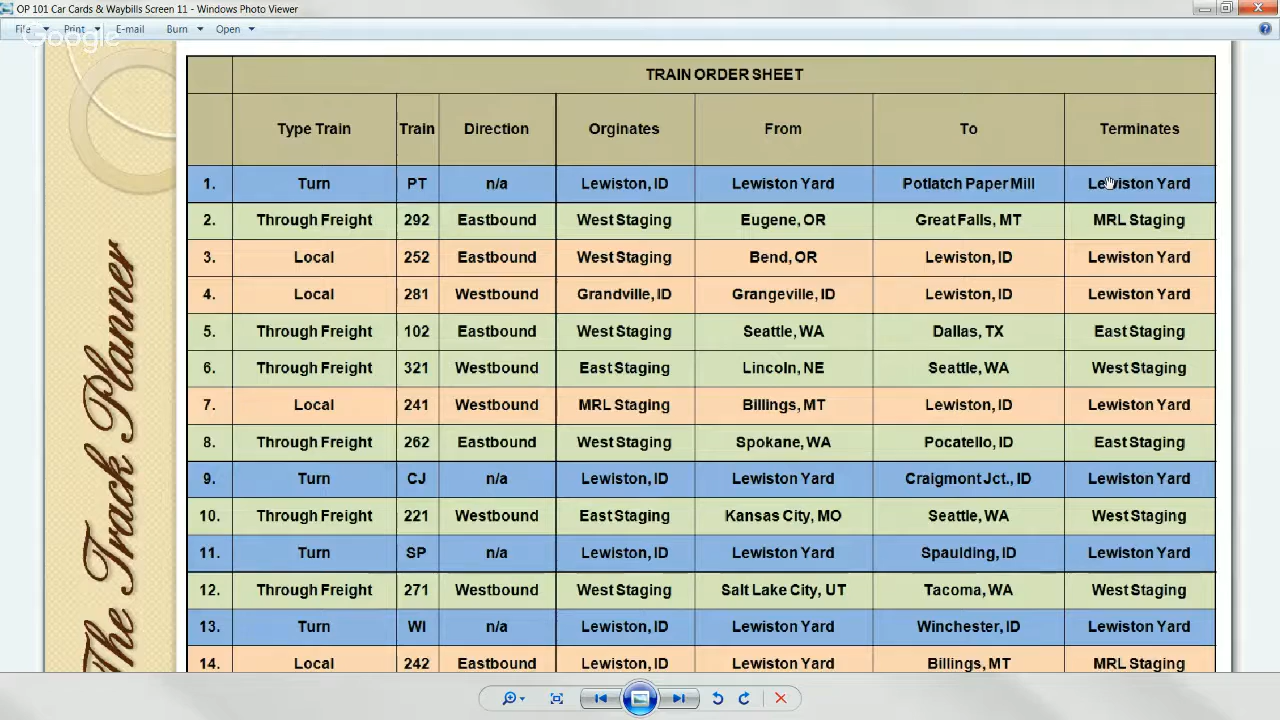 OP 101 Car Cards & Waybills Screen 11 - Windows Photo Viewer
File Print E-mail Burn Open
Google
The Track Planner
TRAIN ORDER SHEET
Type Train Train Direction Orginates From To Terminates
1. Turn PT n/a Lewiston, ID Lewiston Yard Potlatch Paper Mill Lewiston Yard
2. Through Freight 292 Eastbound West Staging Eugene, OR Great Falls, MT MRL Staging
3. Local 252 Eastbound West Staging Bend, OR Lewiston, ID Lewiston Yard
4. Local 281 Westbound Grandville, ID Grangeville, ID Lewiston, ID Lewiston Yard
5. Through Freight 102 Eastbound West Staging Seattle, WA Dallas, TX East Staging
6. Through Freight 321 Westbound East Staging Lincoln, NE Seattle, WA West Staging
7. Local 241 Westbound MRL Staging Billings, MT Lewiston, ID Lewiston Yard
8. Through Freight 262 Eastbound West Staging Spokane, WA Pocatello, ID East Staging
9. Turn CJ n/a Lewiston, ID Lewiston Yard Craigmont Jct., ID Lewiston Yard
10. Through Freight 221 Westbound East Staging Kansas City, MO Seattle, WA West Staging
11. Turn SP n/a Lewiston, ID Lewiston Yard Spaulding, ID Lewiston Yard
12. Through Freight 271 Westbound West Staging Salt Lake City, UT Tacoma, WA West Staging
13. Turn WI n/a Lewiston, ID Lewiston Yard Winchester, ID Lewiston Yard
14. Local 242 Eastbound Lewiston, ID Lewiston Yard Billings, MT MRL Staging